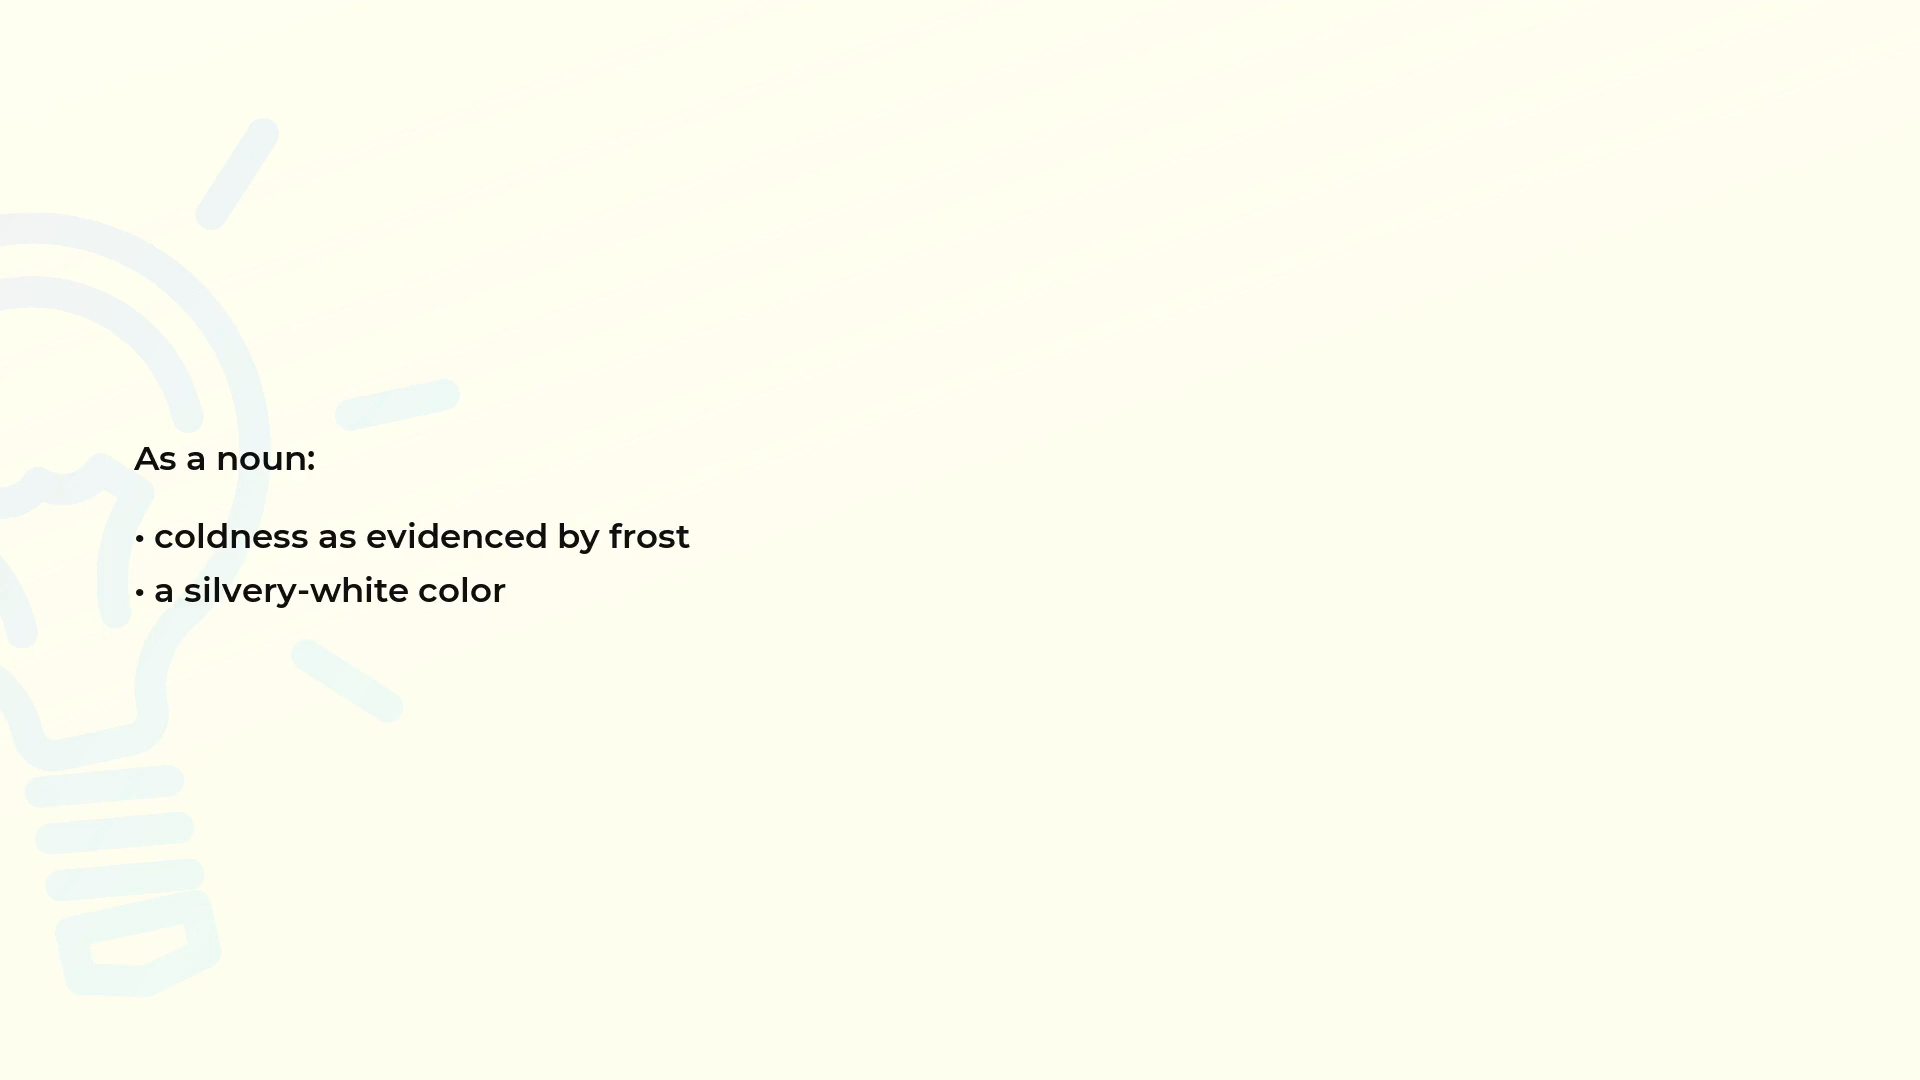 As a noun:
• coldness as evidenced by frost
• a silvery-white color